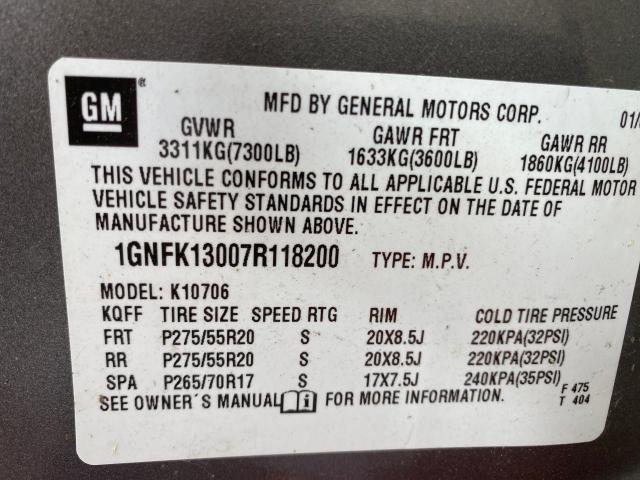 GM ®
MFD BY GENERAL MOTORS CORP. 01/
GVWR GAWR FRT GAWR RR
3311KG(7300LB) 1633KG(3600LB) 1860KG(4100LB)
THIS VEHICLE CONFORMS TO ALL APPLICABLE U.S. FEDERAL MOTOR
VEHICLE SAFETY STANDARDS IN EFFECT ON THE DATE OF
MANUFACTURE SHOWN ABOVE.
1GNFK13007R118200 TYPE: M.P.V.
MODEL: K10706
KQFF TIRE SIZE SPEED RTG RIM COLD TIRE PRESSURE
FRT P275/55R20 S 20X8.5J 220KPA(32PSI)
RR P275/55R20 S 20X8.5J 220KPA(32PSI)
SPA P265/70R17 S 17X7.5J 240KPA(35PSI)
SEE OWNER'S MANUAL FOR MORE INFORMATION.
F 475
T 404